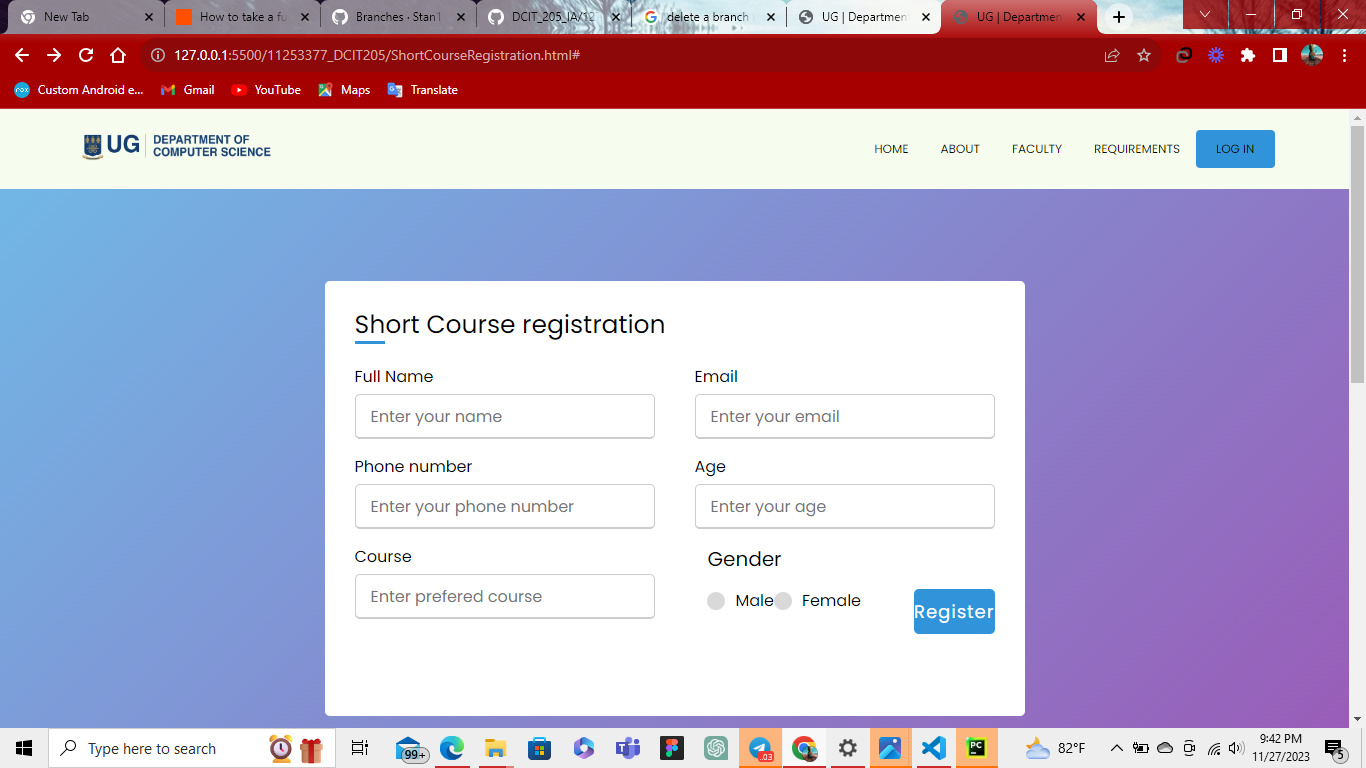 New Tab
How to take a fu
Branches · Stan1
DCIT_205_IA/12
delete a branch
UG | Departmen
UG | Departmen
127.0.0.1:5500/11253377_DCIT205/ShortCourseRegistration.html#
Custom Android e... Gmail YouTube Maps Translate
UG DEPARTMENT OF
COMPUTER SCIENCE
HOME ABOUT FACULTY REQUIREMENTS LOG IN
Short Course registration
Full Name Email
Enter your name Enter your email
Phone number Age
Enter your phone number Enter your age
Course Gender
Enter prefered course Male Female Register
Type here to search
99+
03
PC
82°F
9:42 PM
11/27/2023
5